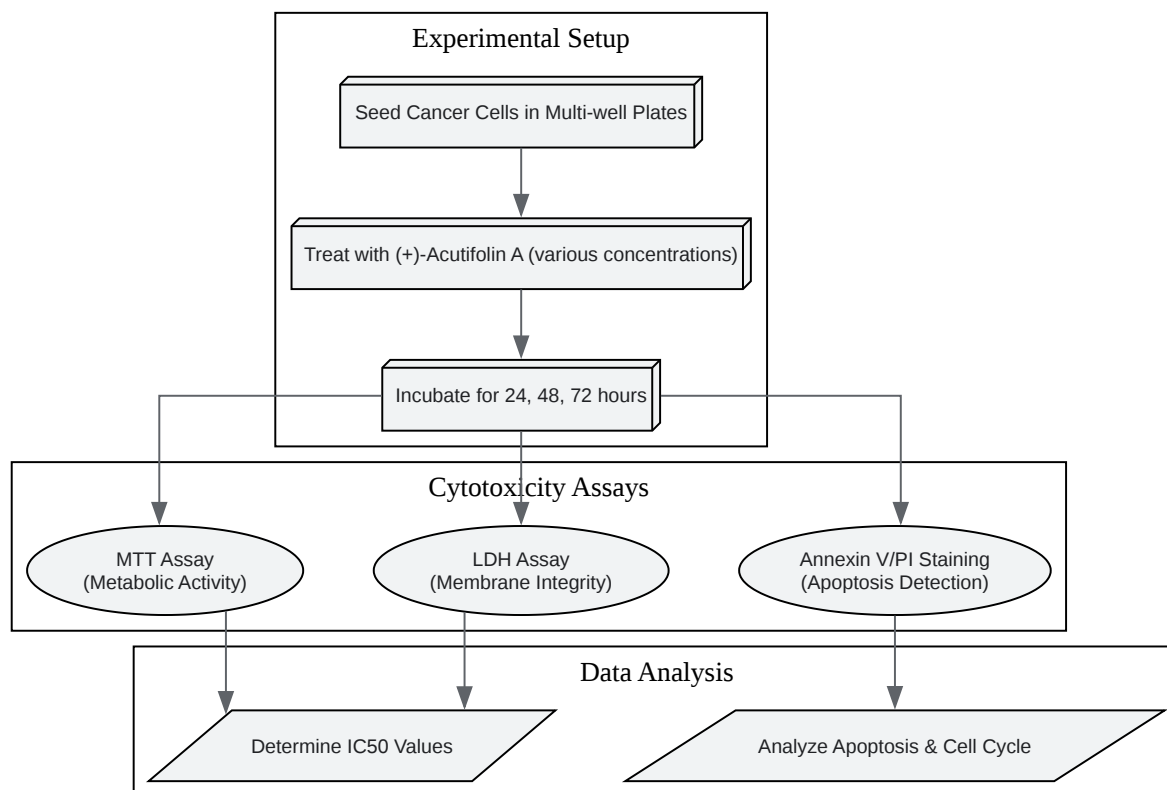 Experimental Setup
Seed Cancer Cells in Multi-well Plates
Treat with (+)-Acutifolin A (various concentrations)
Incubate for 24, 48, 72 hours
Cytotoxicity Assays
MTT Assay
(Metabolic Activity)
LDH Assay
(Membrane Integrity)
Annexin V/PI Staining
(Apoptosis Detection)
Data Analysis
Determine IC50 Values
Analyze Apoptosis & Cell Cycle